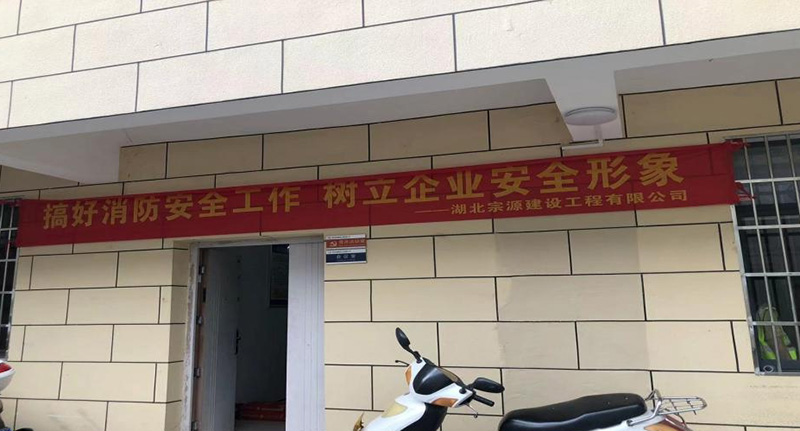 搞好消防安全工作 树立企业安全形象
——湖北宗源建设工程有限公司